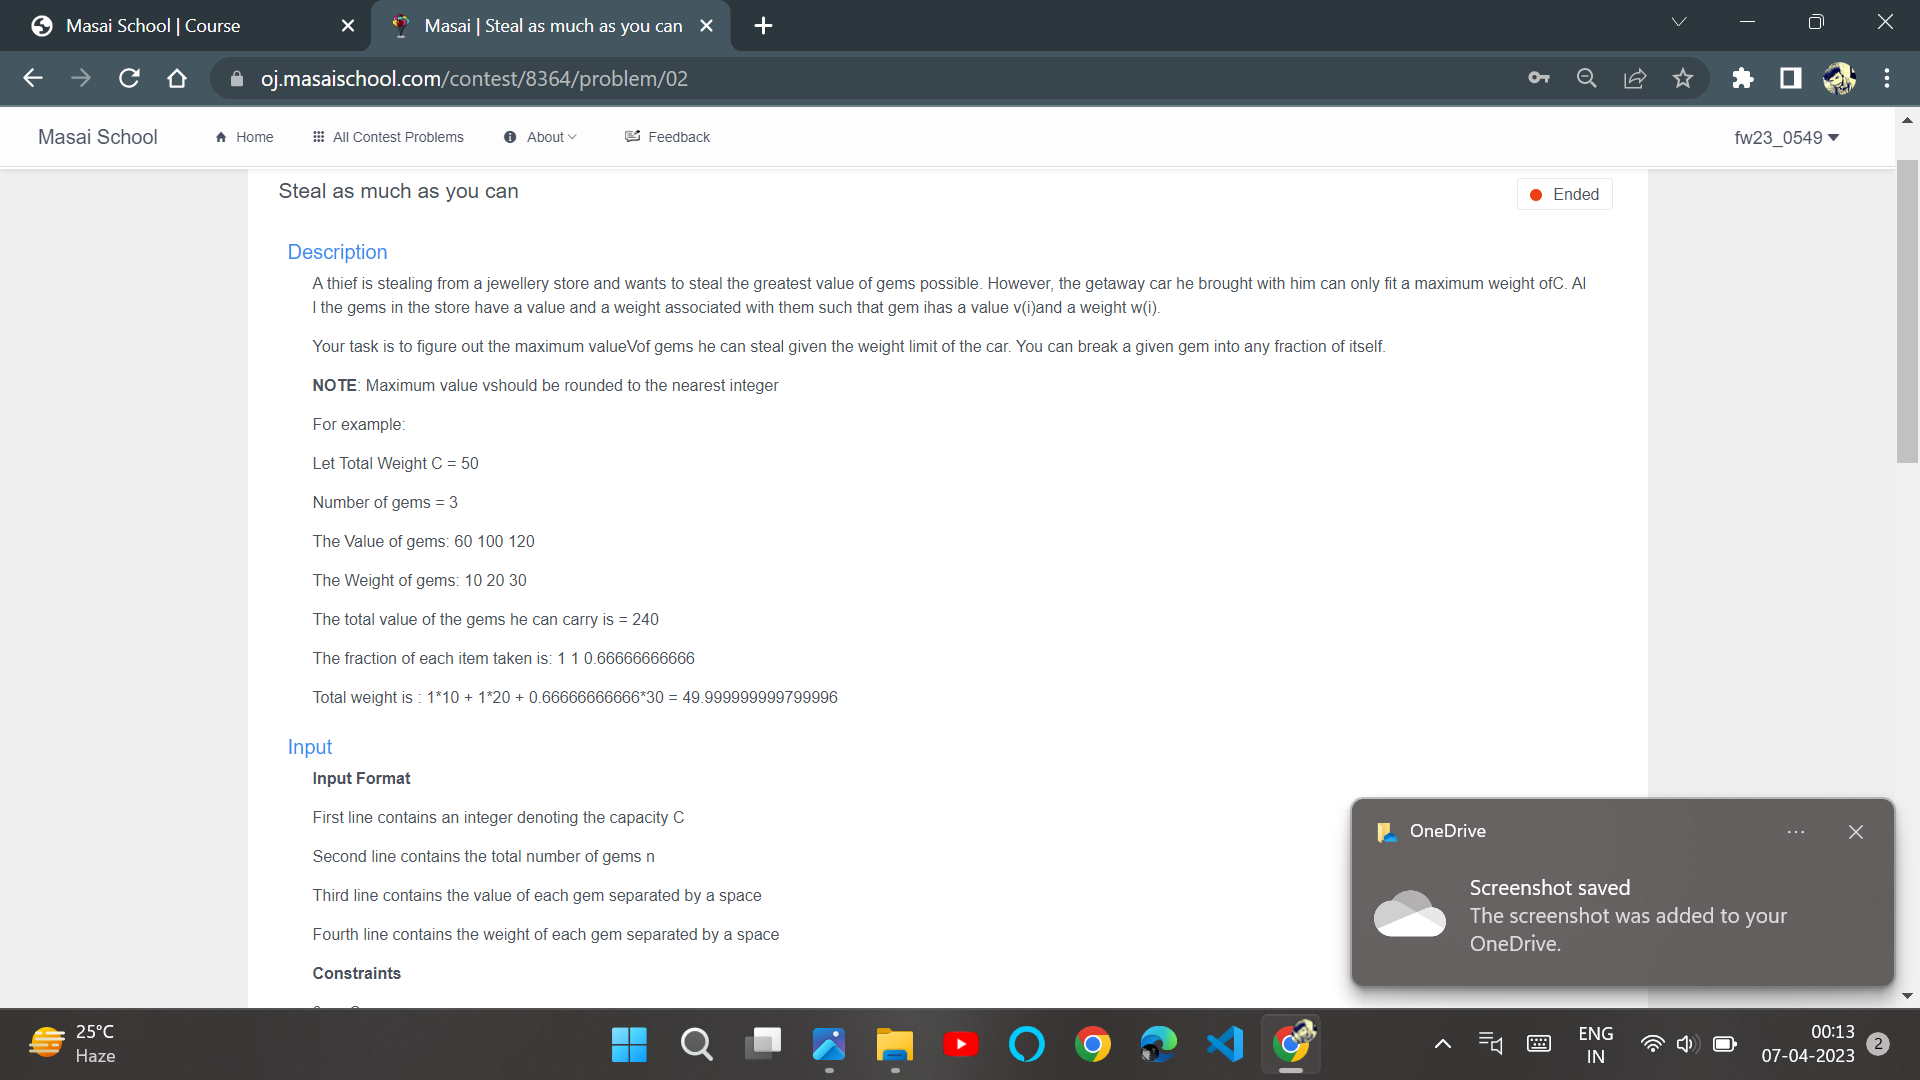 Masai School | Course
Masai | Steal as much as you can
oj.masaischool.com/contest/8364/problem/02
Masai School
Home
All Contest Problems
About
Feedback
fw23_0549
Steal as much as you can
Ended
Description
A thief is stealing from a jewellery store and wants to steal the greatest value of gems possible. However, the getaway car he brought with him can only fit a maximum weight ofC. Al
l the gems in the store have a value and a weight associated with them such that gem ihas a value v(i)and a weight w(i).
Your task is to figure out the maximum valueVof gems he can steal given the weight limit of the car. You can break a given gem into any fraction of itself.
NOTE: Maximum value vshould be rounded to the nearest integer
For example:
Let Total Weight C = 50
Number of gems = 3
The Value of gems: 60 100 120
The Weight of gems: 10 20 30
The total value of the gems he can carry is = 240
The fraction of each item taken is: 1 1 0.66666666666
Total weight is : 1*10 + 1*20 + 0.66666666666*30 = 49.999999999799996
Input
Input Format
First line contains an integer denoting the capacity C
Second line contains the total number of gems n
Third line contains the value of each gem separated by a space
Fourth line contains the weight of each gem separated by a space
Constraints
OneDrive
Screenshot saved
The screenshot was added to your
OneDrive.
25°C
Haze
ENG
IN
00:13
07-04-2023
2